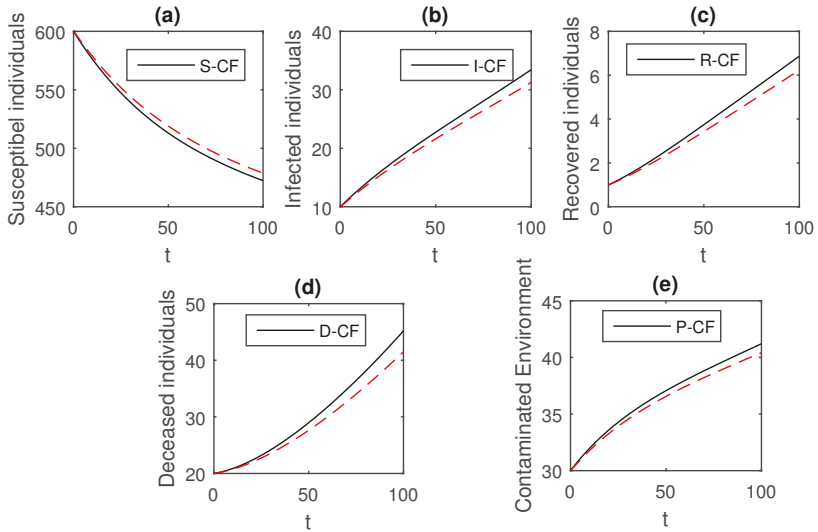 (a)
Susceptibel individuals
600
550
500
450
S-CF
0 50 100
t
(b)
Infected individuals
40
30
20
10
I-CF
0 50 100
t
(c)
Recovered individuals
8
6
4
2
0
R-CF
0 50 100
t
(d)
Deceased individuals
50
40
30
20
D-CF
0 50 100
t
(e)
Contaminated Environment
45
40
35
30
P-CF
0 50 100
t